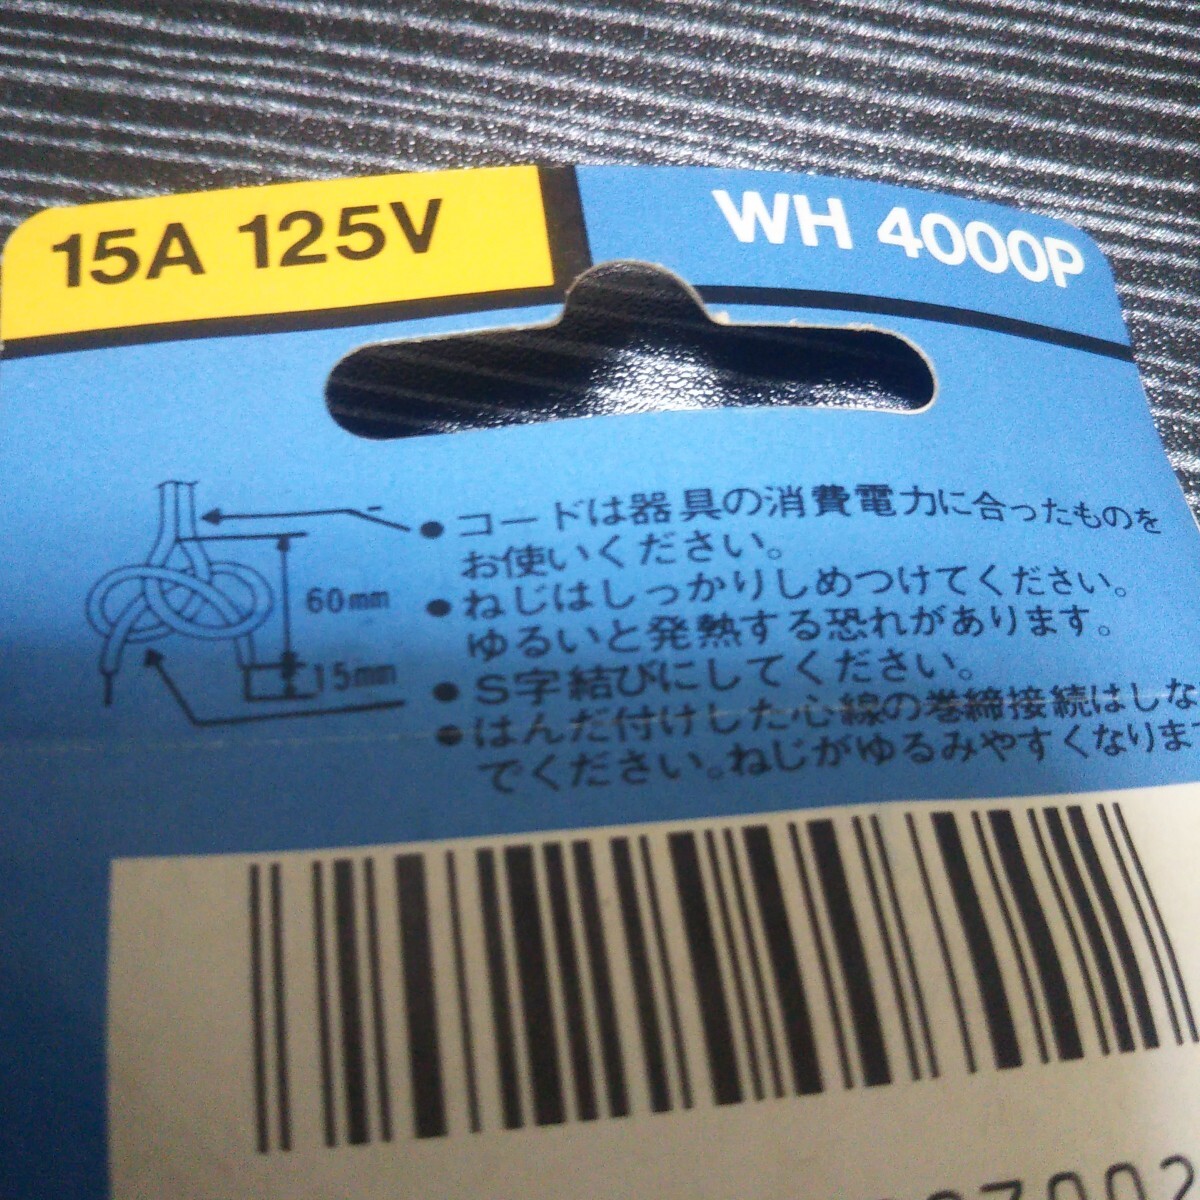 15A 125V
WH 4000P
60mm
15mm
●コードは器具の消費電力に合ったものを
お使いください。
●ねじはしっかりしめつけてください。
ゆるいと発熱する恐れがあります。
●S字結びにしてください。
●はんだ付けした心線の巻締接続はしな
でください。ねじがゆるみやすくなりま
7002